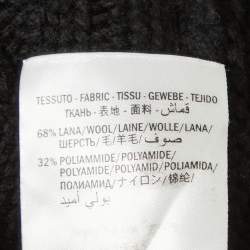 TESSUTO - FABRIC - TISSU - GEWEBE - TEJIDO
ТКАНЬ - 表地 - 面料 - قماش
68% LANA/WOOL/LAINE/WOLLE/LANA/
ШЕРСТЬ/毛/羊毛/ صوف
32% POLIAMMIDE/POLYAMIDE/
POLYAMIDE/POLYAMID/POLIAMIDA/
ПОЛИАМИД/ナイロン/锦纶/
بولي أميد